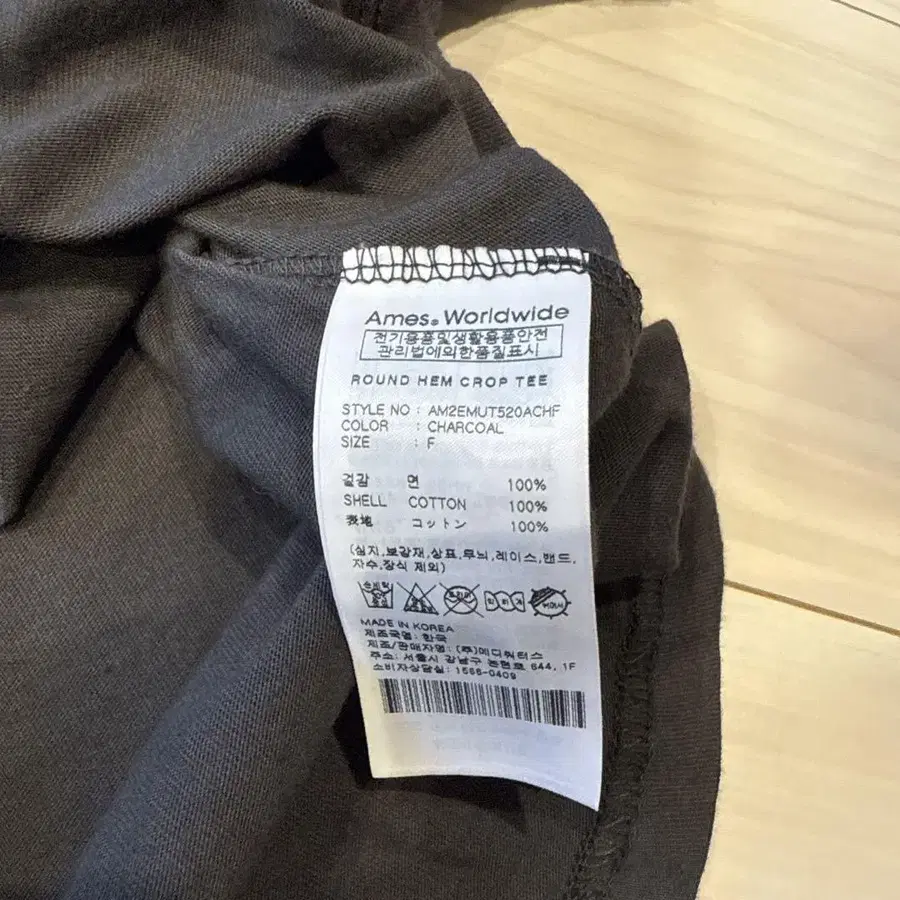 Ames. Worldwide
전기용품및생활용품안전
관리법에의한품질표시
ROUND HEM CROP TEE
STYLE NO : AM2EMUT520ACHF
COLOR : CHARCOAL
SIZE : F
겉감 면 100%
SHELL COTTON 100%
表地 コットン 100%
(심지,보강재,상표,무늬,레이스,밴드,
자수,장식 제외)
손세탁
MADE IN KOREA
제조국명: 한국
제조/판매자명: (주)메디쿼터스
주소: 서울시 강남구 논현로 644, 1F
소비자상담실: 1566-0409